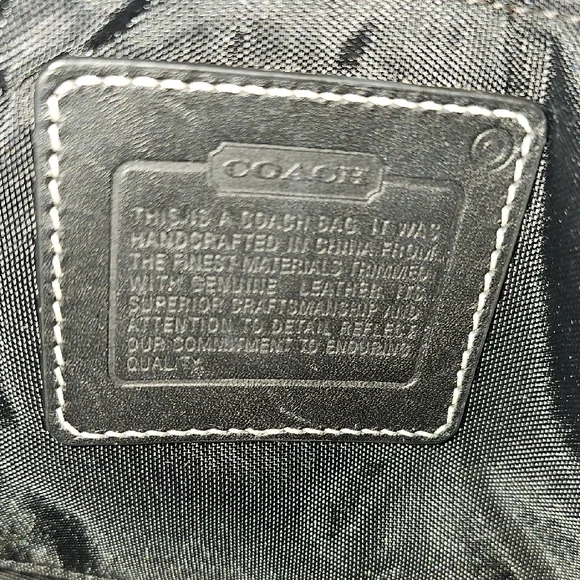 COACH
THIS IS A COACH BAG. IT WAS
HANDCRAFTED IN CHINA FROM
THE FINEST MATERIALS TRIMMED
WITH GENUINE LEATHER. ITS
SUPERIOR CRAFTSMANSHIP AND
ATTENTION TO DETAIL REFLECT
OUR COMMITMENT TO ENDURING
QUALITY.